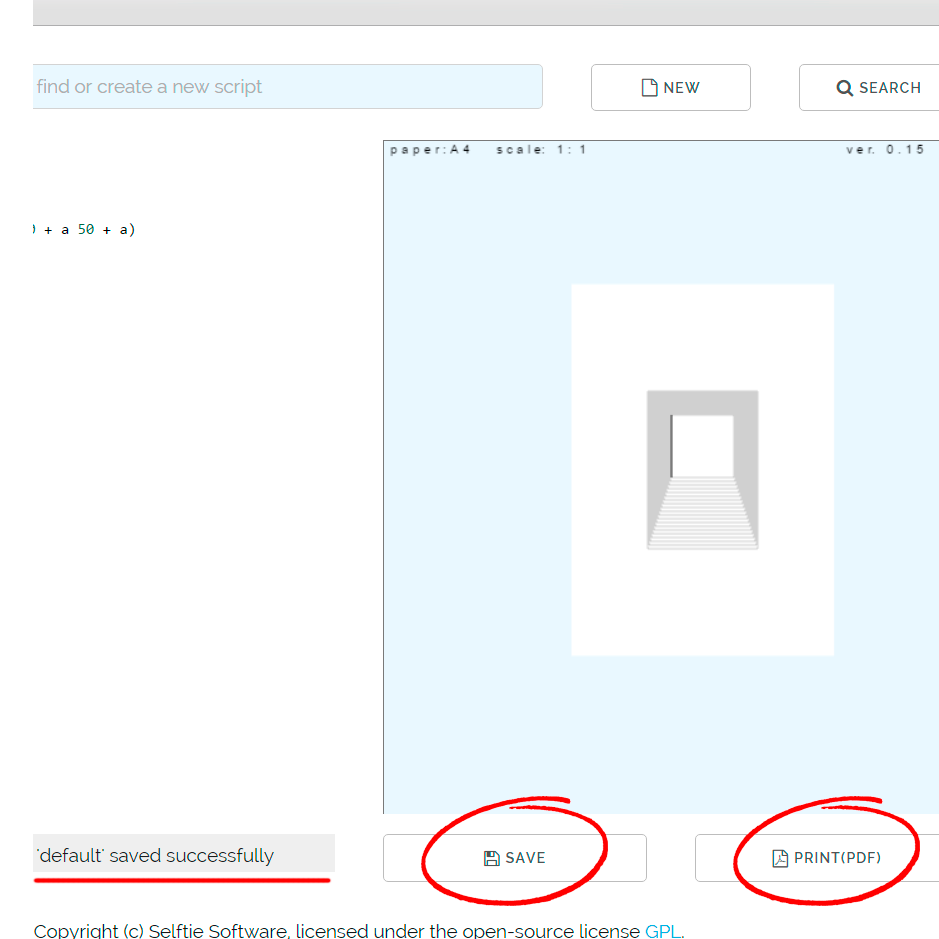 find or create a new script
NEW
SEARCH
paper:A4 scale: 1:1 ver. 0.15
+ a 50 + a)
'default' saved successfully
SAVE
PRINT(PDF)
Copyright (c) Selftie Software, licensed under the open-source license GPL.